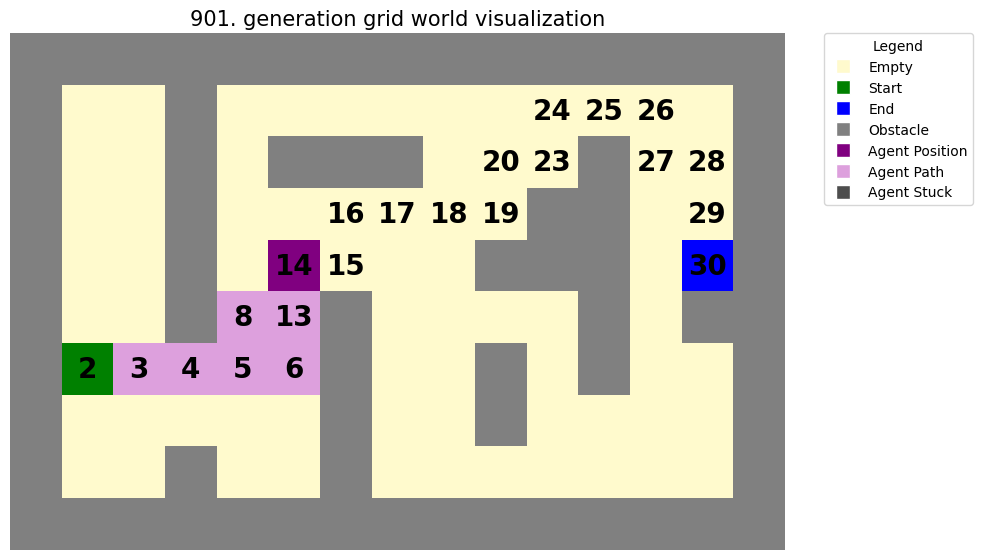 901. generation grid world visualization
24 25 26
20 23 27 28
16 17 18 19 29
14 15 30
8 13
2 3 4 5 6
Legend
Empty
Start
End
Obstacle
Agent Position
Agent Path
Agent Stuck